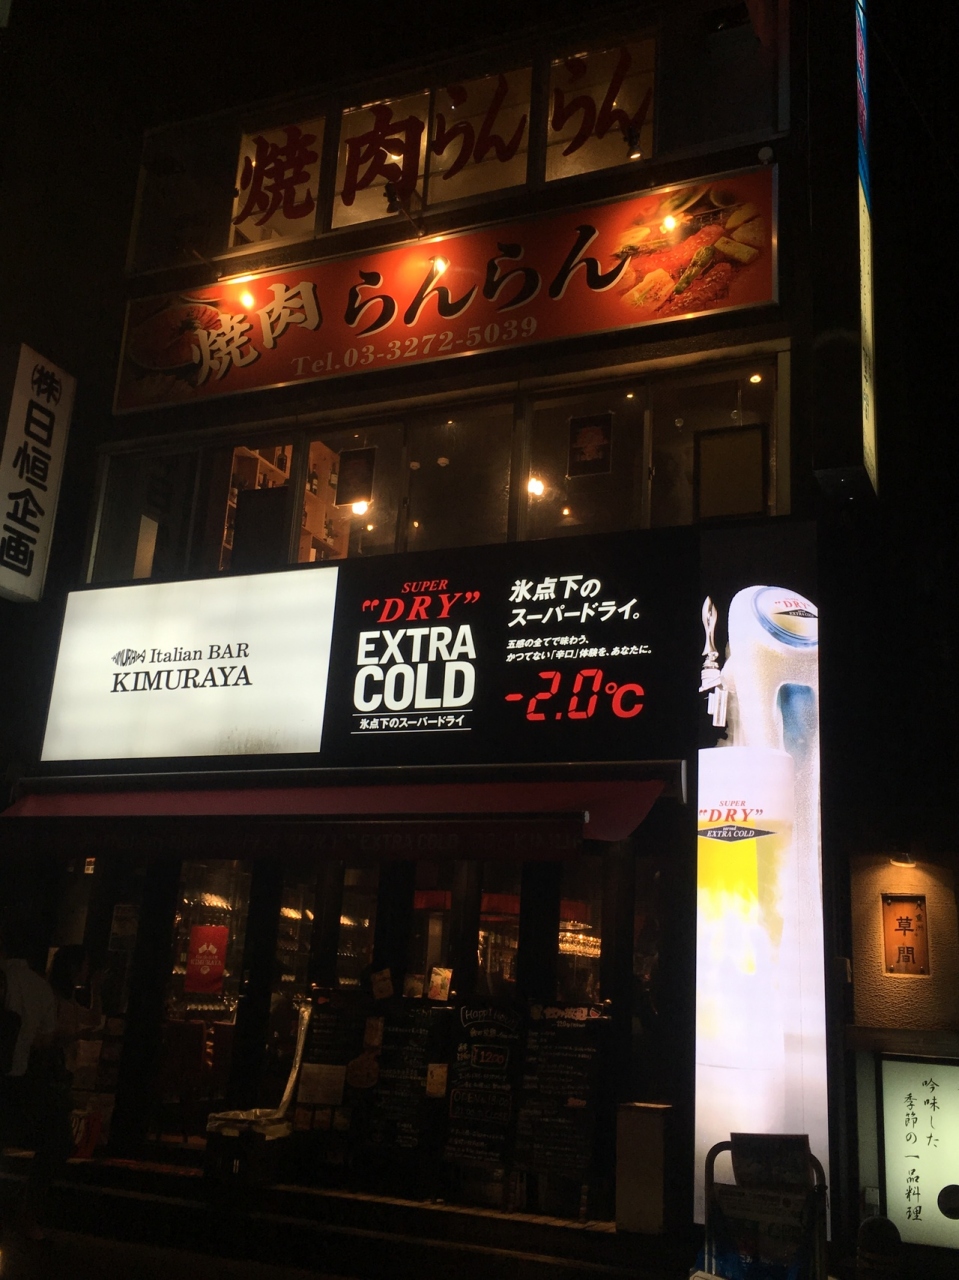 焼肉らんらん
焼肉 らんらん
Tel.03-3272-5039
㈱日恒企画
KIMURAYA Italian BAR
KIMURAYA
SUPER
"DRY"
EXTRA
COLD
氷点下のスーパードライ
氷点下の
スーパードライ。
五感の全てで味わう、
かつてない「辛口」体験を、あなたに。
-2.0℃
"DRY"
SUPER
"DRY"
EXTRA COLD
草間
吟味した
季節の一品料理
Happy
1200